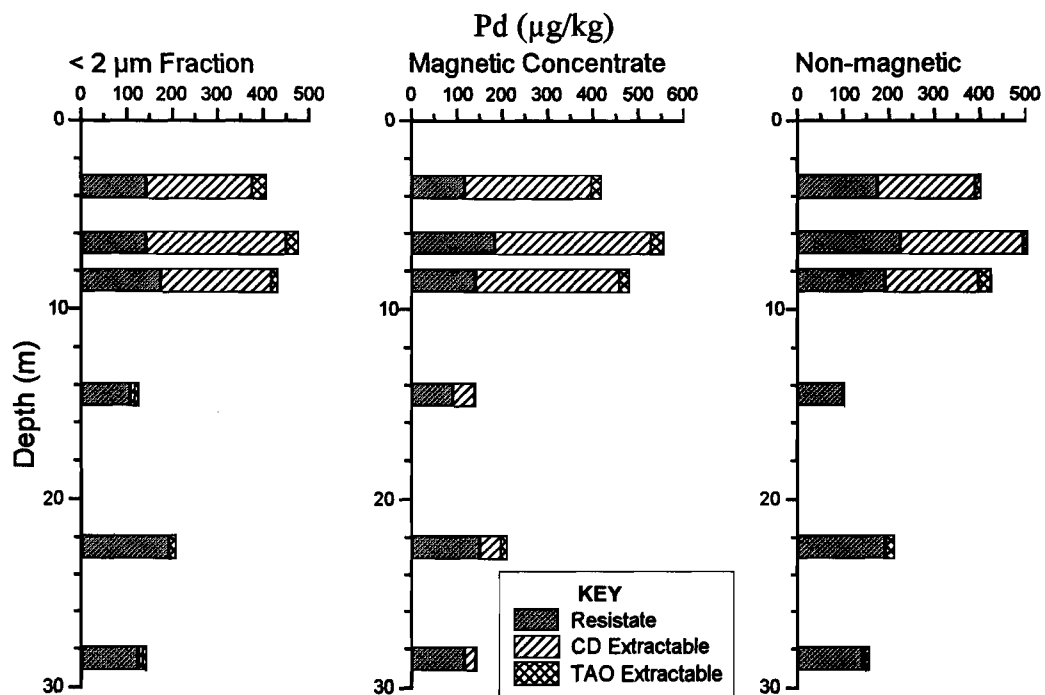 Pd (µg/kg)
< 2 µm Fraction
Magnetic Concentrate
Non-magnetic
0 100 200 300 400 500
0 100 200 300 400 500 600
0 100 200 300 400 500
0
10
20
30
Depth (m)
0
10
20
30
0
10
20
30
KEY
Resistate
CD Extractable
TAO Extractable